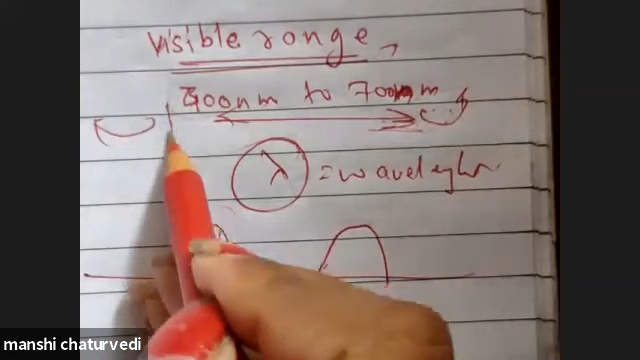 Visible range
400nm to 700nm
λ = wavelength
manshi chaturvedi